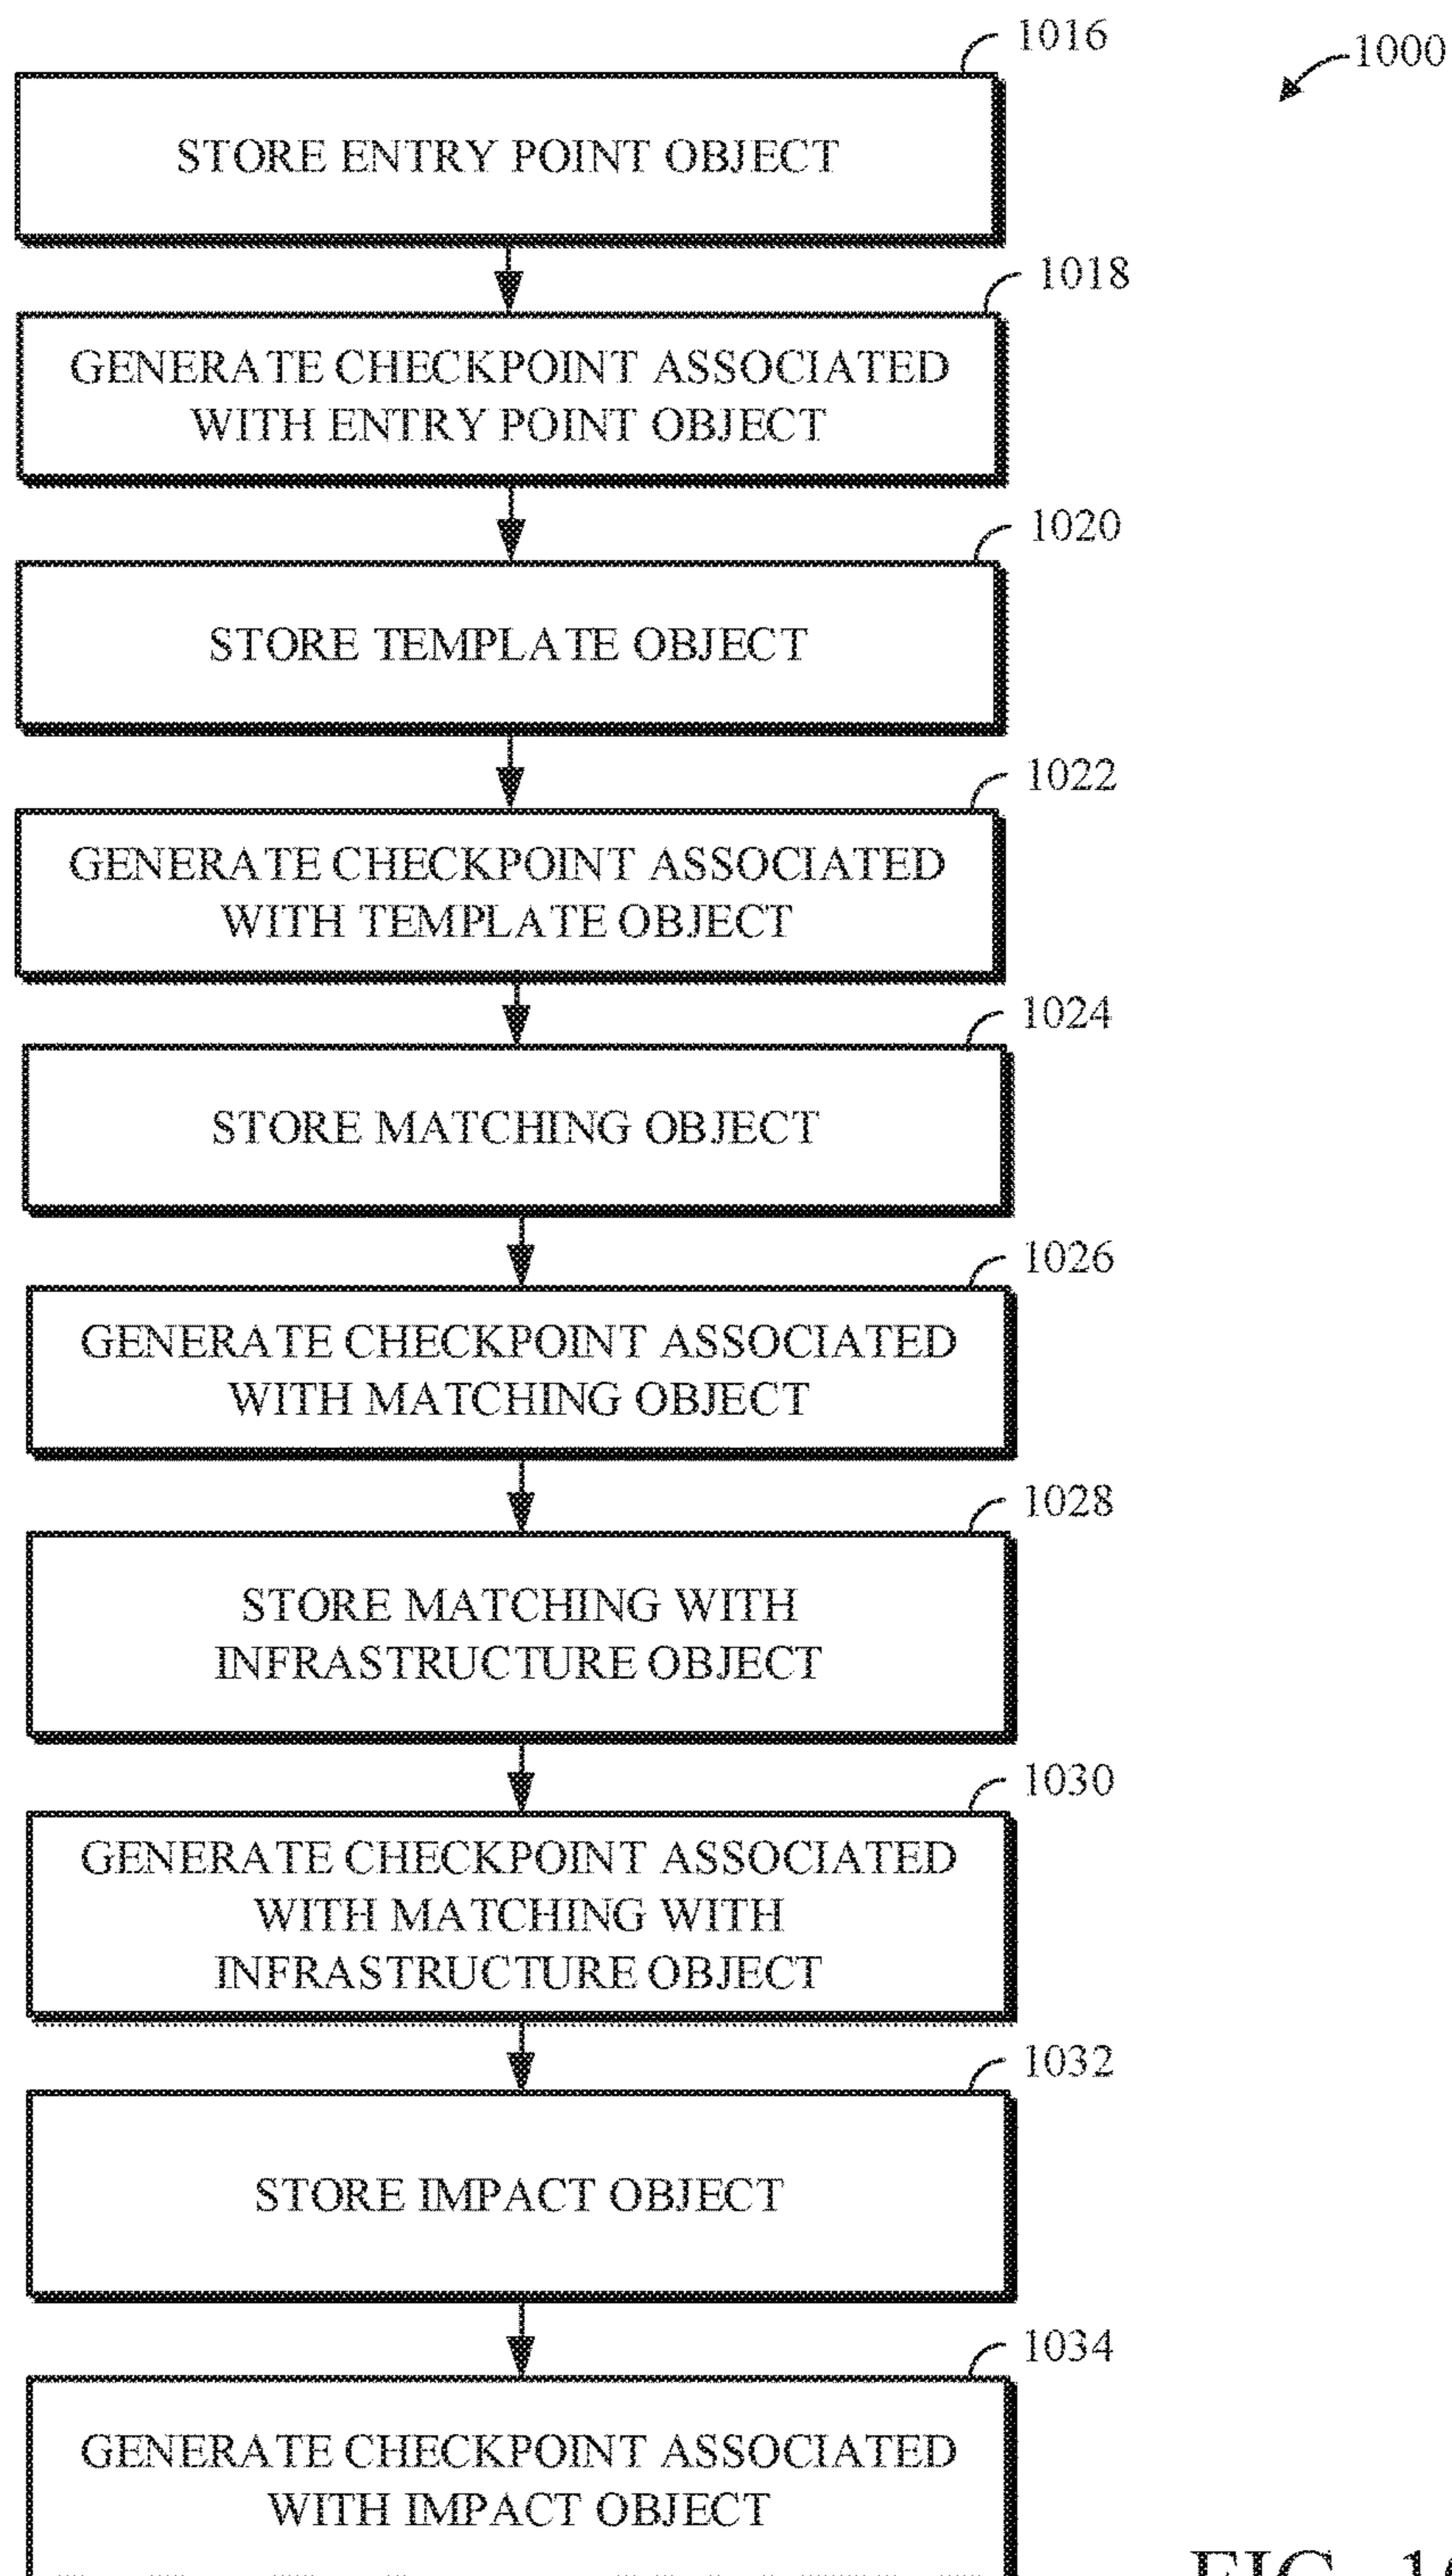 1016
1000
STORE ENTRY POINT OBJECT
1018
GENERATE CHECKPOINT ASSOCIATED
WITH ENTRY POINT OBJECT
1020
STORE TEMPLATE OBJECT
1022
GENERATE CHECKPOINT ASSOCIATED
WITH TEMPLATE OBJECT
1024
STORE MATCHING OBJECT
1026
GENERATE CHECKPOINT ASSOCIATED
WITH MATCHING OBJECT
1028
STORE MATCHING WITH
INFRASTRUCTURE OBJECT
1030
GENERATE CHECKPOINT ASSOCIATED
WITH MATCHING WITH
INFRASTRUCTURE OBJECT
1032
STORE IMPACT OBJECT
1034
GENERATE CHECKPOINT ASSOCIATED
WITH IMPACT OBJECT
FIG.